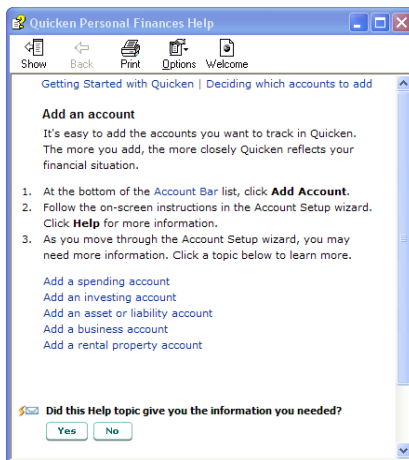 Quicken Personal Finances Help
Show Back Print Options Welcome
Getting Started with Quicken | Deciding which accounts to add
Add an account
It's easy to add the accounts you want to track in Quicken.
The more you add, the more closely Quicken reflects your
financial situation.
1. At the bottom of the Account Bar list, click Add Account.
2. Follow the on-screen instructions in the Account Setup wizard.
Click Help for more information.
3. As you move through the Account Setup wizard, you may
need more information. Click a topic below to learn more.
Add a spending account
Add an investing account
Add an asset or liability account
Add a business account
Add a rental property account
Did this Help topic give you the information you needed?
Yes No